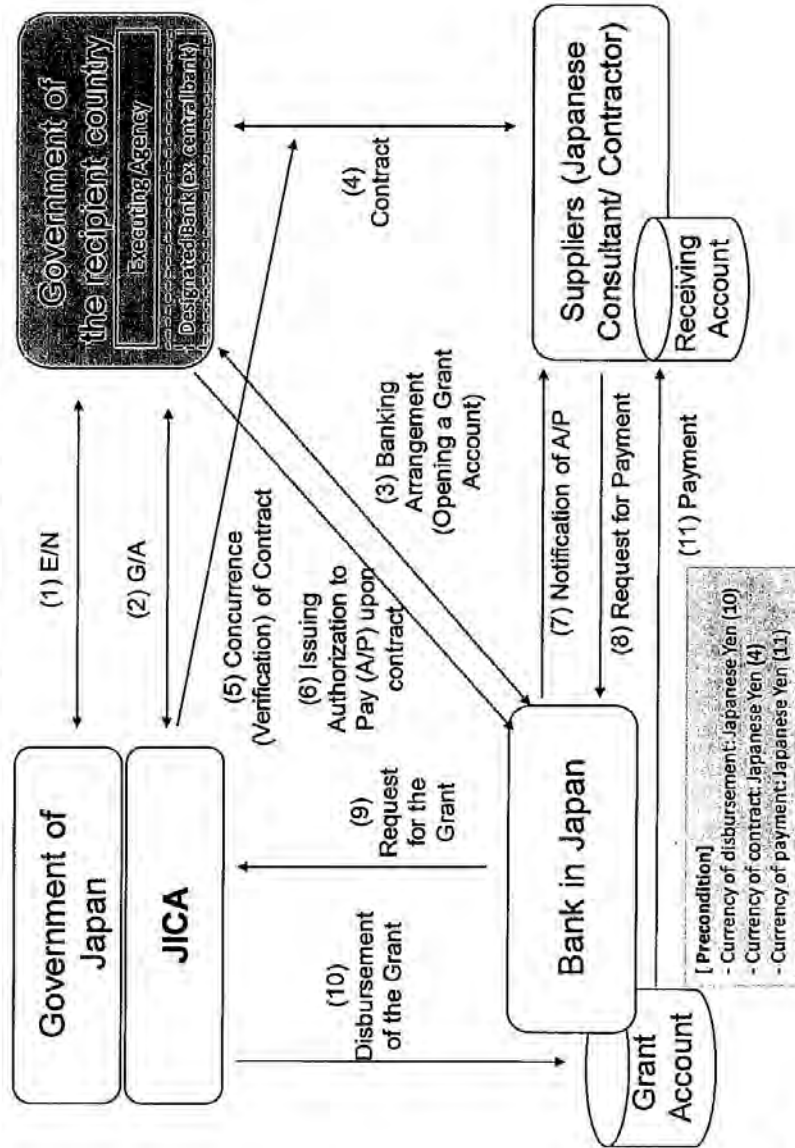 Government of
Japan
JICA
Government of
the recipient country
Executing Agency
Designated Bank (ex. central bank)
(1) E/N
(2) G/A
(5) Concurrence
(Verification) of Contract
(4)
Contract
(6) Issuing
Authorization to
Pay (A/P) upon
contract
(3) Banking
Arrangement
(Opening a Grant
Account)
(9)
Request
for the
Grant
(10)
Disbursement
of the Grant
Bank in Japan
Grant
Account
(7) Notification of A/P
(8) Request for Payment
(11) Payment
Suppliers (Japanese
Consultant/ Contractor)
Receiving
Account
[ Precondition]
- Currency of disbursement: Japanese Yen (10)
- Currency of contract: Japanese Yen (4)
- Currency of payment: Japanese Yen (11)